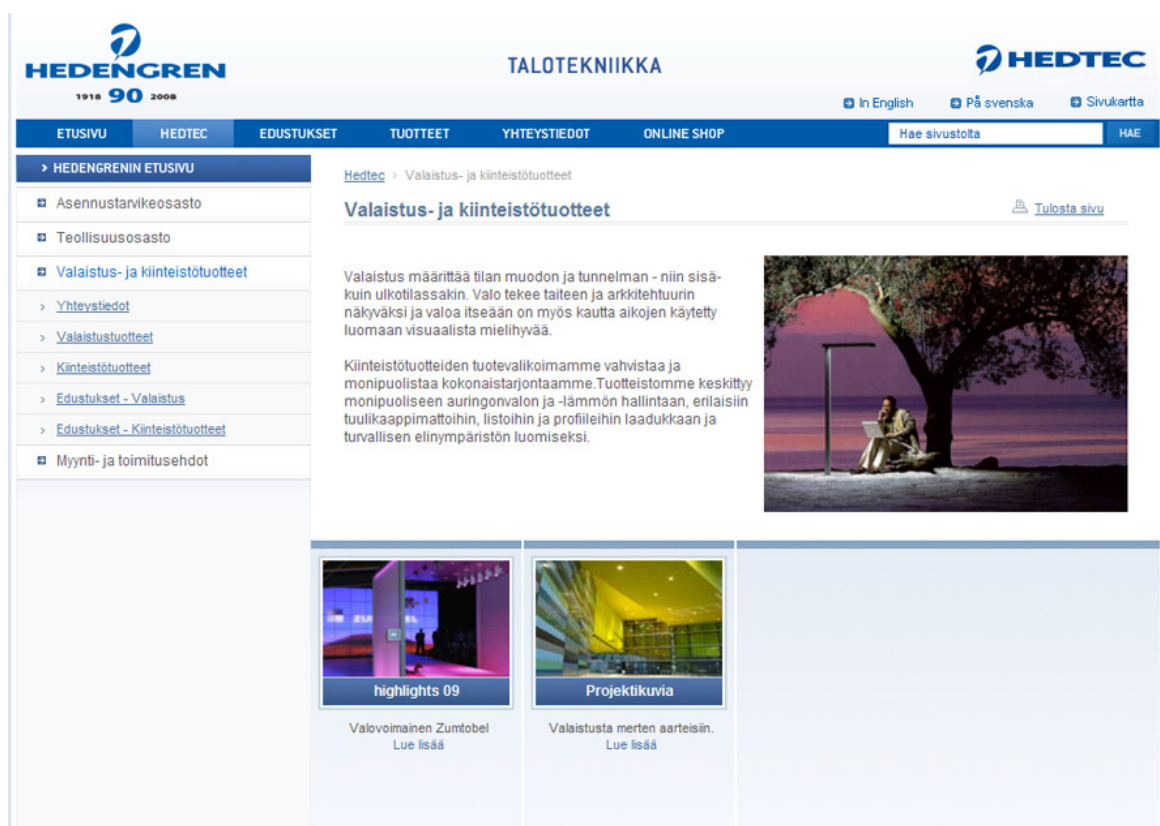 HEDENGREN
1918 90 2008
TALOTEKNIIKKA
HEDTEC
In English På svenska Sivukartta
ETUSIVU HEDTEC EDUSTUKSET TUOTTEET YHTEYSTIEDOT ONLINE SHOP Hae sivustolta HAE
> HEDENGRENIN ETUSIVU
Asennustarvikeosasto
Teollisuusosasto
Valaistus- ja kiinteistötuotteet
> Yhteystiedot
> Valaistustuotteet
> Kiinteistötuotteet
> Edustukset - Valaistus
> Edustukset - Kiinteistötuotteet
Myynti- ja toimitusehdot
Hedtec > Valaistus- ja kiinteistötuotteet
Valaistus- ja kiinteistötuotteet
Tulosta sivu
Valaistus määrittää tilan muodon ja tunnelman - niin sisä-
kuin ulkotilassakin. Valo tekee taiteen ja arkkitehtuurin
näkyväksi ja valoa itseään on myös kautta aikojen käytetty
luomaan visuaalista mielihyvää.
Kiinteistötuotteiden tuotevalikoimamme vahvistaa ja
monipuolistaa kokonaistarjontaamme.Tuotteistomme keskittyy
monipuoliseen auringonvalon ja -lämmön hallintaan, erilaisiin
tuulikaappimattoihin, listoihin ja profiileihin laadukkaan ja
turvallisen elinympäristön luomiseksi.
highlights 09
Valovoimainen Zumtobel
Lue lisää
Projektikuvia
Valaistusta merten aarteisiin.
Lue lisää